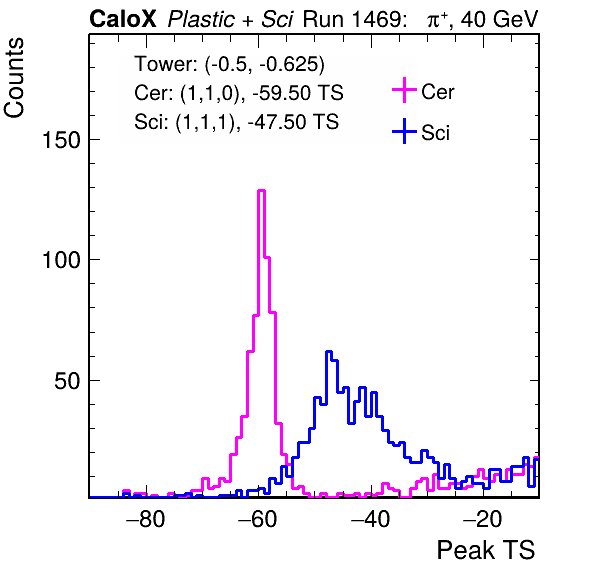 CaloX Plastic + Sci Run 1469: π⁺, 40 GeV
Counts
Tower: (-0.5, -0.625)
Cer: (1,1,0), -59.50 TS
Sci: (1,1,1), -47.50 TS
Cer
Sci
150
100
50
−80 −60 −40 −20
Peak TS